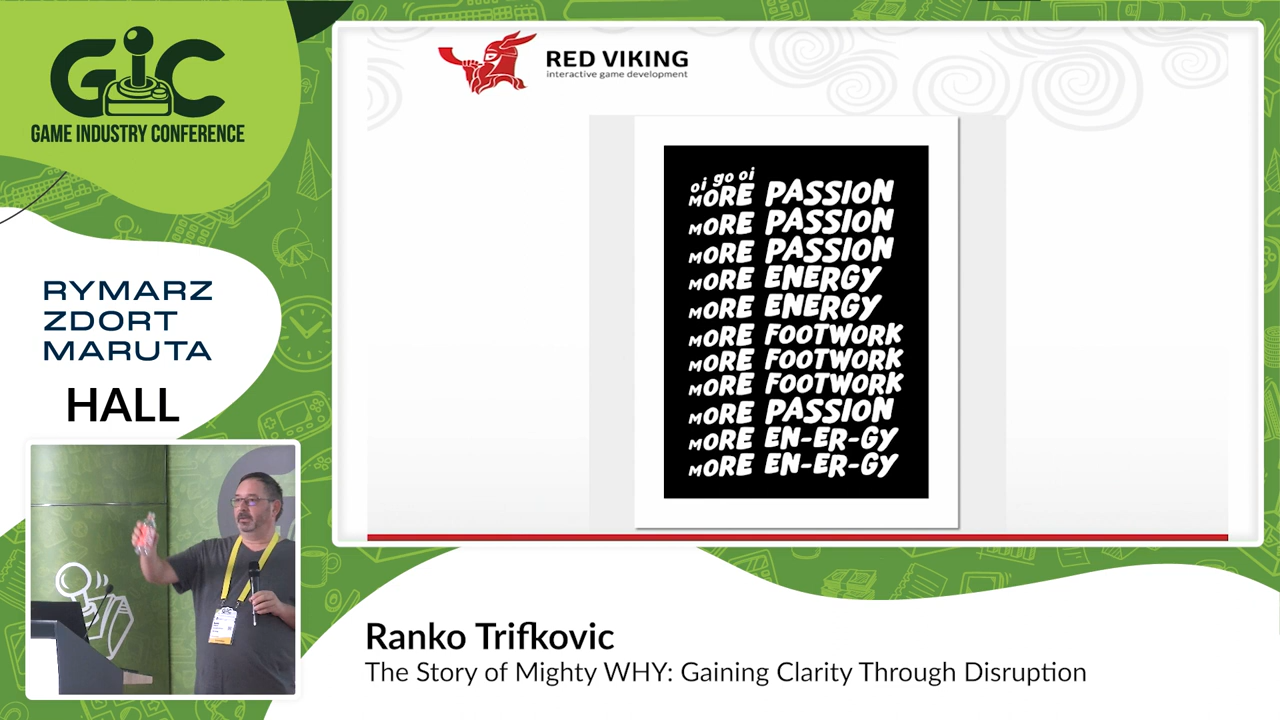 GIC
GAME INDUSTRY CONFERENCE
RYMARZ
ZDORT
MARUTA
HALL
RED VIKING
interactive game development
oi go oi
MORE PASSION
MORE PASSION
MORE PASSION
MORE ENERGY
MORE ENERGY
MORE FOOTWORK
MORE FOOTWORK
MORE FOOTWORK
MORE PASSION
MORE EN-ER-GY
MORE EN-ER-GY
GIC
Ranko Trifkovic
The Story of Mighty WHY: Gaining Clarity Through Disruption